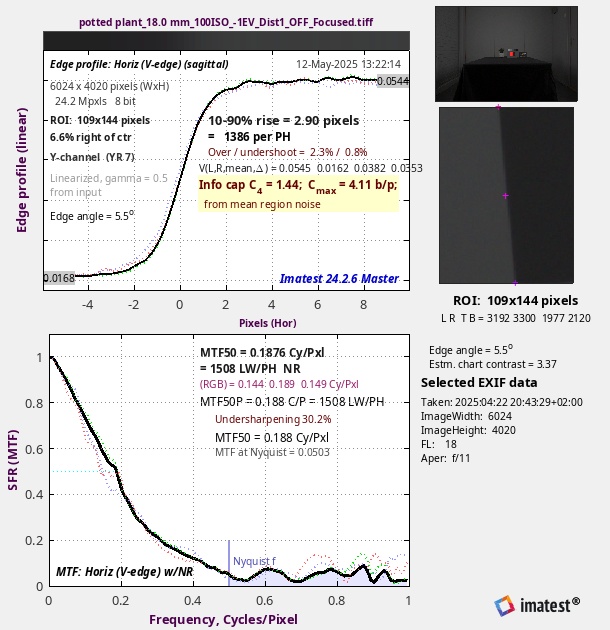 potted plant_18.0 mm_100ISO_-1EV_Dist1_OFF_Focused.tiff
Edge profile: Horiz (V-edge) (sagittal)
12-May-2025 13:22:14
6024 x 4020 pixels (WxH)
24.2 Mpxls   8 bit
0.0544
ROI:  109x144 pixels
6.6% right of ctr
Y-channel  (YR7)
Linearized, gamma = 0.5
from input
Edge angle = 5.5°
10-90% rise = 2.90 pixels
=   1386 per PH
Over / undershoot =  2.3% /  0.8%
V(L,R,mean,Δ) = 0.0545  0.0162  0.0382  0.0353
Info cap C4 = 1.44;  Cmax = 4.11 b/p;
from mean region noise
0.0168
Imatest 24.2.6 Master
Edge profile (linear)
-4 -2 0 2 4 6 8
Pixels (Hor)
ROI:  109x144 pixels
L R  T B = 3192 3300  1977 2120
Edge angle = 5.5°
Estm. chart contrast = 3.37
Selected EXIF data
Taken: 2025:04:22 20:43:29+02:00
ImageWidth:  6024
ImageHeight:  4020
FL:   18
Aper:  f/11
MTF50 = 0.1876 Cy/Pxl
= 1508 LW/PH  NR
(RGB) = 0.144  0.189  0.149 Cy/Pxl
MTF50P = 0.188 C/P = 1508 LW/PH
Undersharpening 30.2%
MTF50 = 0.188 Cy/Pxl
MTF at Nyquist = 0.0503
1
0.8
0.6
0.4
0.2
0
SFR (MTF)
Nyquist f
MTF: Horiz (V-edge) w/NR
0 0.2 0.4 0.6 0.8 1
Frequency, Cycles/Pixel
imatest®